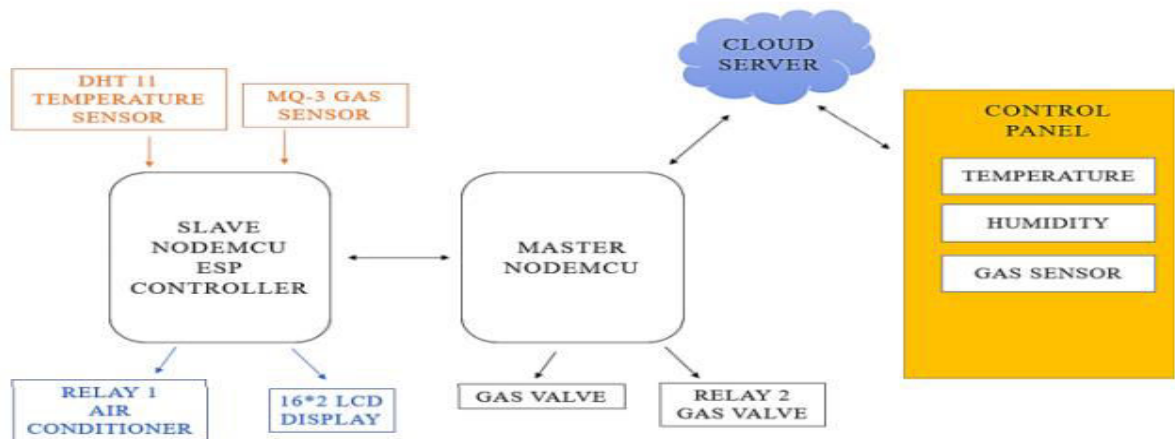 CLOUD
SERVER
DHT 11
TEMPERATURE
SENSOR
MQ-3 GAS
SENSOR
CONTROL
PANEL
TEMPERATURE
HUMIDITY
GAS SENSOR
SLAVE
NODEMCU
ESP
CONTROLLER
MASTER
NODEMCU
RELAY 1
AIR
CONDITIONER
16*2 LCD
DISPLAY
GAS VALVE
RELAY 2
GAS VALVE